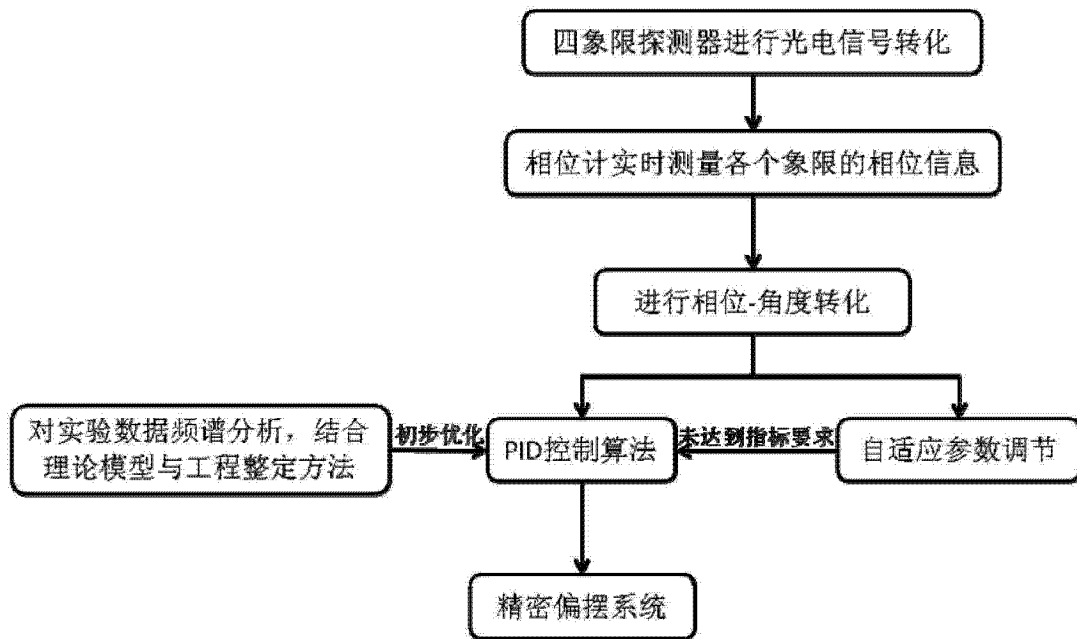 四象限探测器进行光电信号转化
相位计实时测量各个象限的相位信息
进行相位-角度转化
对实验数据频谱分析，结合
理论模型与工程整定方法
初步优化
PID控制算法
未达到指标要求
自适应参数调节
精密偏摆系统